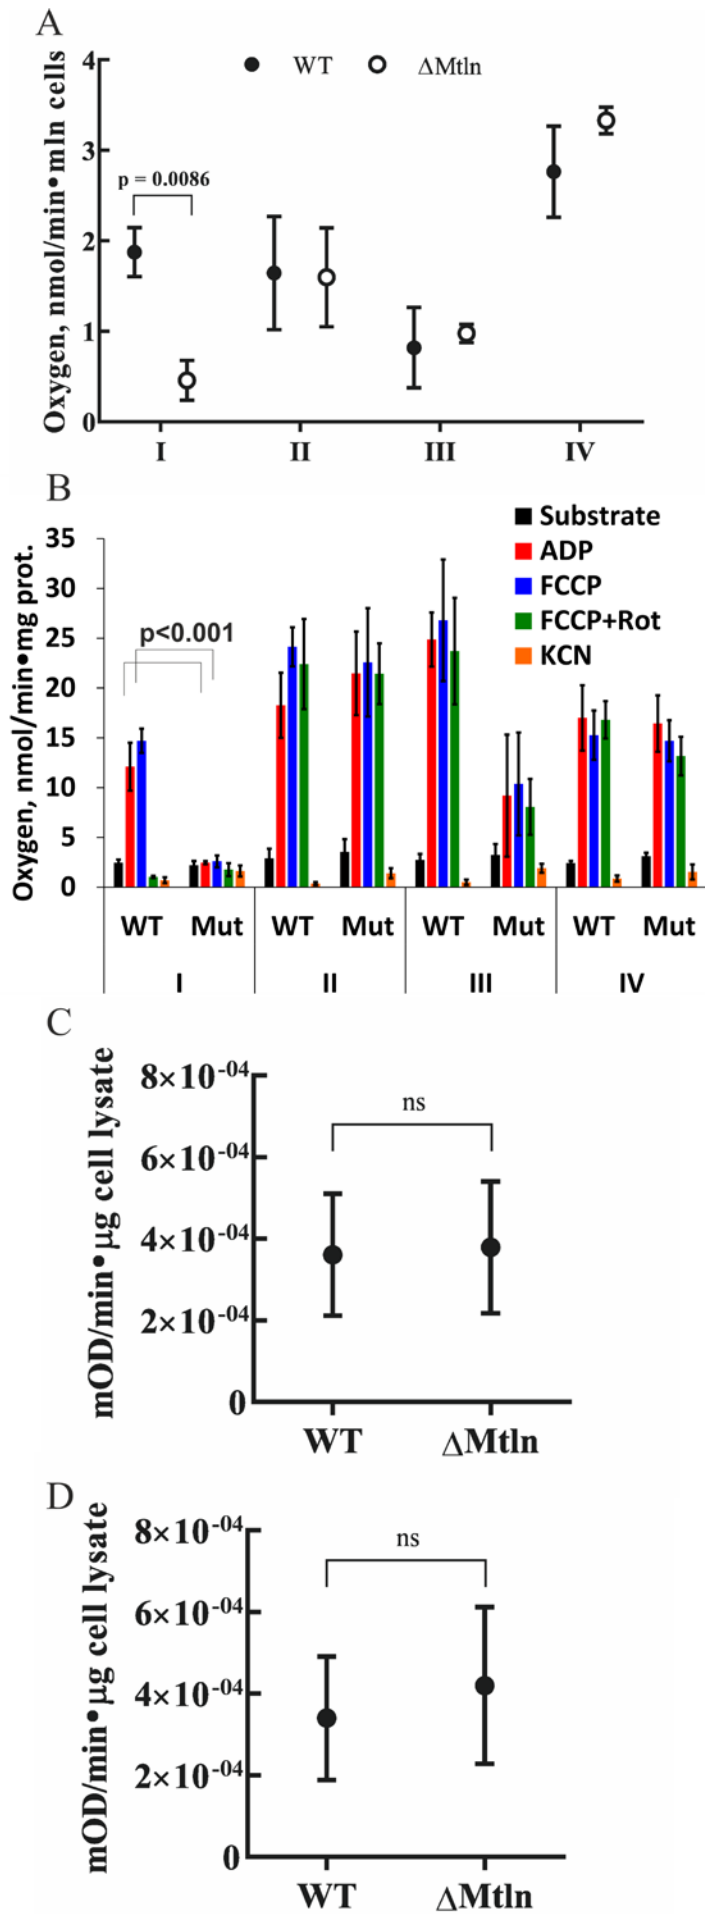 A
Oxygen, nmol/min•mln cells
4
3
2
1
0
WT
ΔMtln
p = 0.0086
I
II
III
IV
B
Oxygen, nmol/min•mg prot.
35
30
25
20
15
10
5
0
Substrate
ADP
FCCP
FCCP+Rot
KCN
p<0.001
WT Mut WT Mut WT Mut WT Mut
I II III IV
C
mOD/min•µg cell lysate
8×10⁻⁰⁴
6×10⁻⁰⁴
4×10⁻⁰⁴
2×10⁻⁰⁴
0
ns
WT ΔMtln
D
mOD/min•µg cell lysate
8×10⁻⁰⁴
6×10⁻⁰⁴
4×10⁻⁰⁴
2×10⁻⁰⁴
0
ns
WT ΔMtln